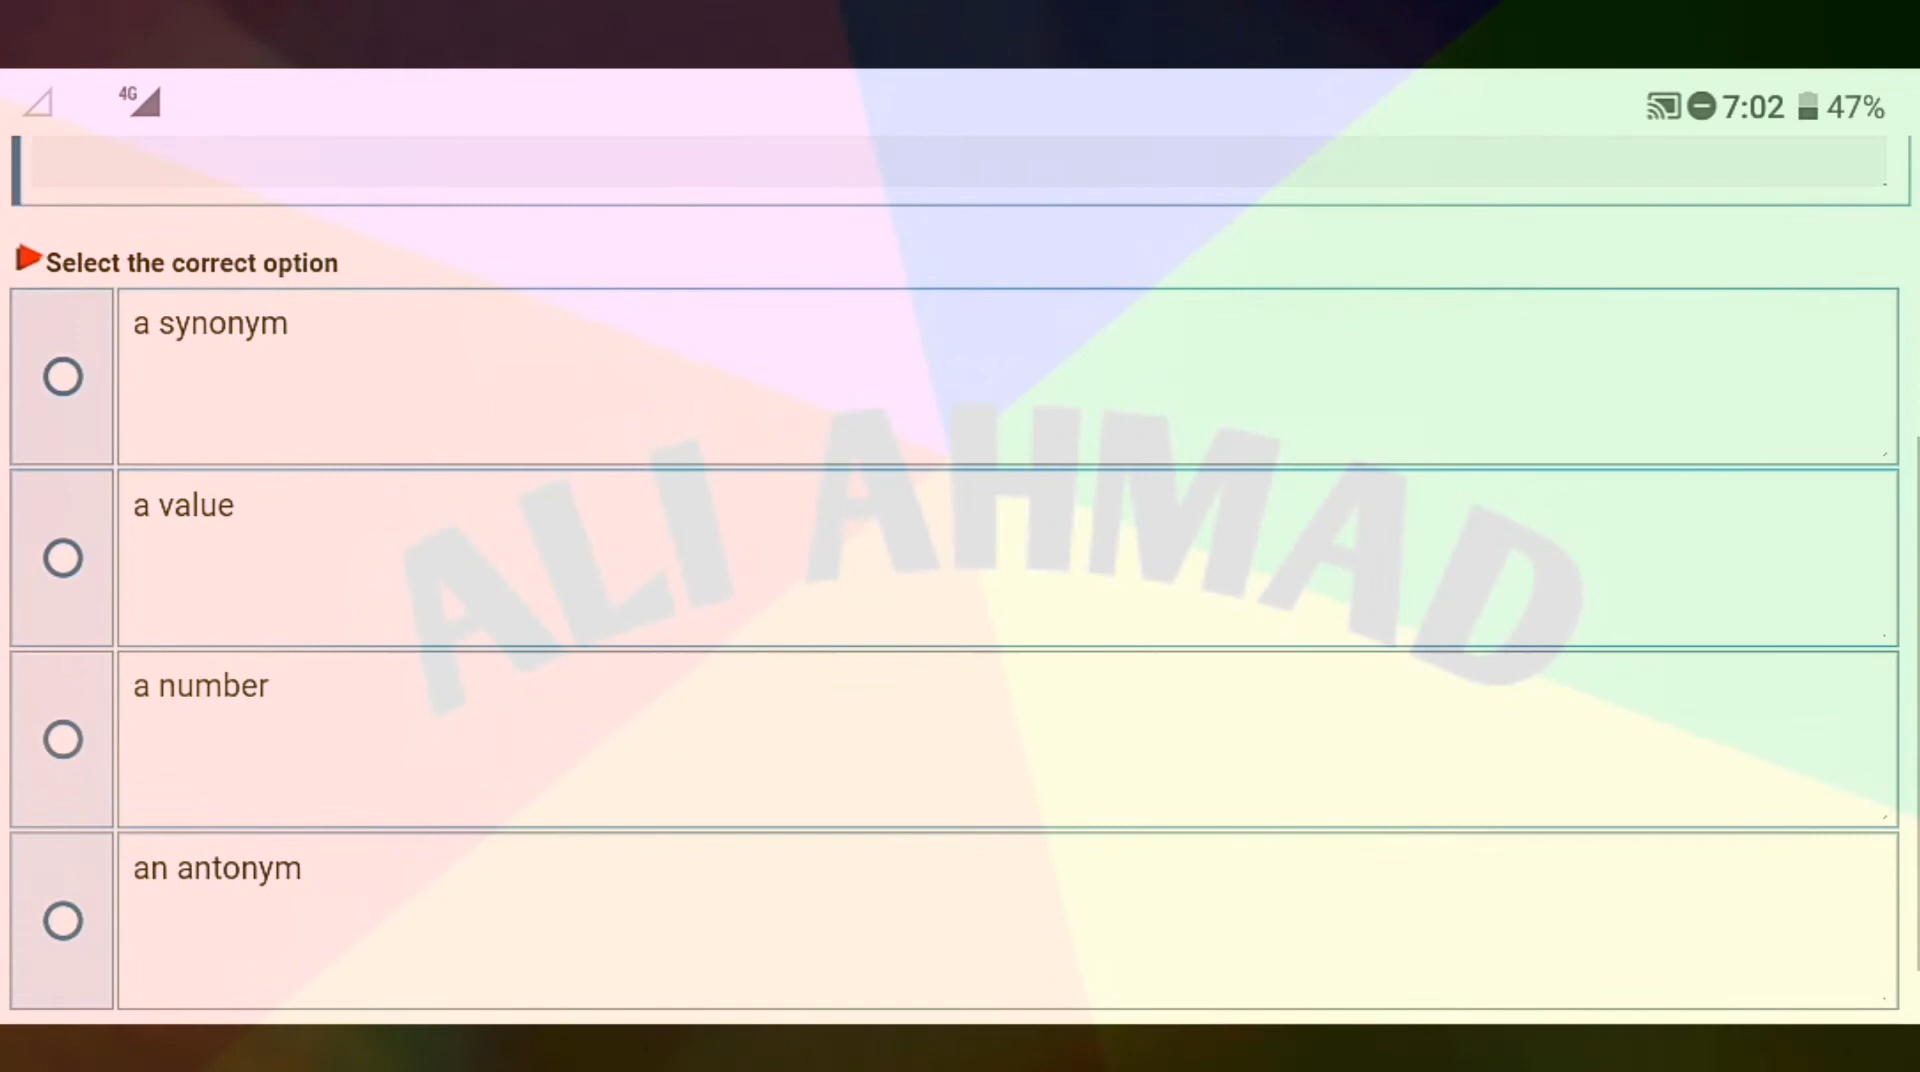 4G
7:02 47%
Select the correct option
a synonym
a value
a number
an antonym
ALI AHMAD